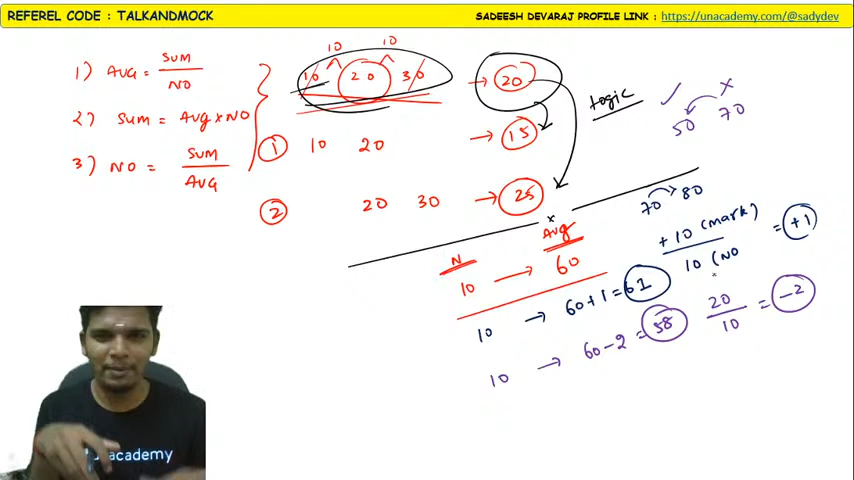 REFEREL CODE : TALKANDMOCK
SADEESH DEVARAJ PROFILE LINK : https://unacademy.com/@sadydev
1) AVG = SUM / NO
2) SUM = AVG × NO
3) NO = SUM / AVG
10 10
10 20 30 → 20
① 10 20 → 15
② 20 30 → 25
Logic
✓ ×
50 70
70 → 80
×
N Avg
10 → 60
+10 (mark) / 10 (NO = +1
10 → 60+1 = 61
20 / 10 = -2
10 → 60-2 = 58
unacademy